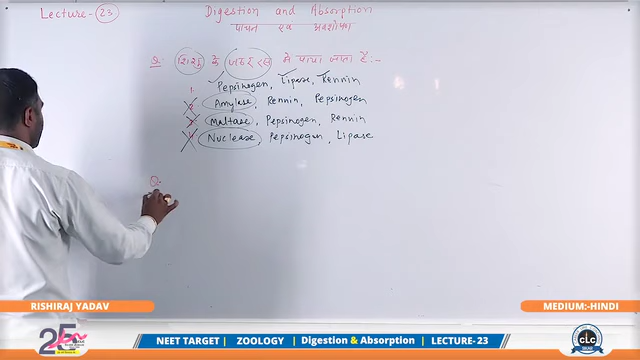 Lecture - 23
Digestion and Absorption
पाचन एवं अवशोषण
Q. शिशु के जठर रस में पाया जाता है:-
1. Pepsinogen, Lipase, Rennin
2. Amylase, Rennin, Pepsinogen
3. Maltase, Pepsinogen, Rennin
4. Nuclease, Pepsinogen, Lipase
Q.
RISHIRAJ YADAV
MEDIUM:-HINDI
25
NEET TARGET | ZOOLOGY | Digestion & Absorption | LECTURE- 23
CLC